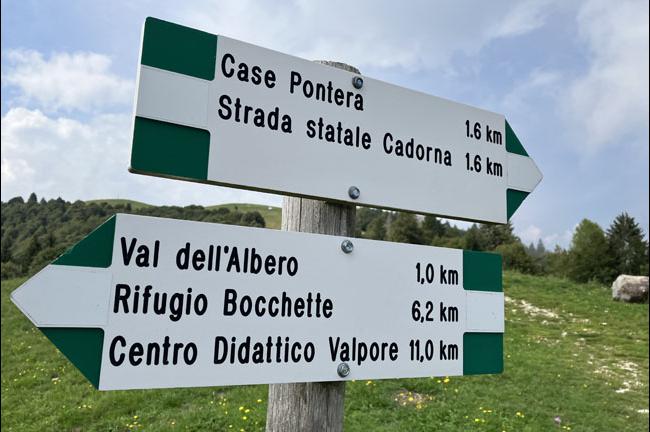 Case Pontera 1.6 km
Strada statale Cadorna 1.6 km
Val dell'Albero 1,0 km
Rifugio Bocchette 6,2 km
Centro Didattico Valpore 11,0 km